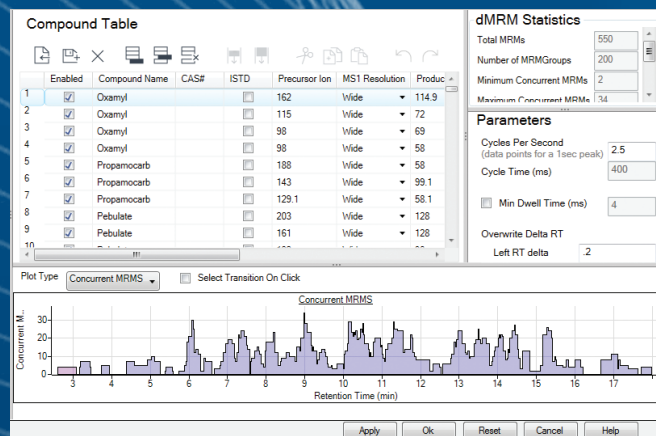 Compound Table
Enabled Compound Name CAS# ISTD Precursor Ion MS1 Resolution Produc
1 Oxamyl 162 Wide 114.9
2 Oxamyl 115 Wide 72
3 Oxamyl 98 Wide 69
4 Oxamyl 98 Wide 58
5 Propamocarb 188 Wide 58
6 Propamocarb 143 Wide 99.1
7 Propamocarb 129.1 Wide 58.1
8 Pebulate 203 Wide 128
9 Pebulate 161 Wide 128
10
dMRM Statistics
Total MRMs 550
Number of MRMGroups 200
Minimum Concurrent MRMs 2
Maximum Concurrent MRMs 34
Parameters
Cycles Per Second 2.5
(data points for a 1sec peak)
Cycle Time (ms) 400
Min Dwell Time (ms) 4
Overwrite Delta RT
Left RT delta .2
Plot Type Concurrent MRMS Select Transition On Click
Concurrent MRMS
Concurrent M...
30
20
10
0
3 4 5 6 7 8 9 10 11 12 13 14 15 16 17
Retention Time (min)
Apply Ok Reset Cancel Help